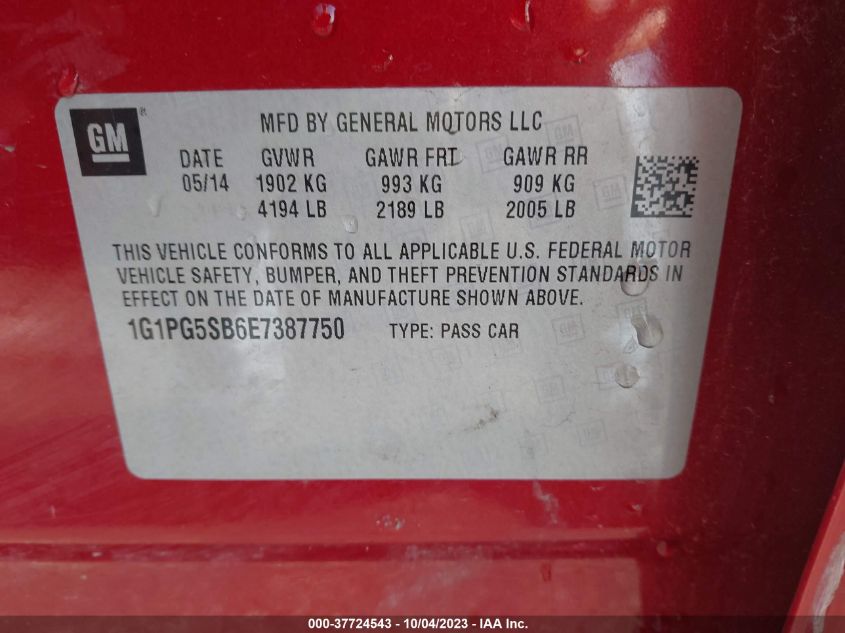 GM ®
MFD BY GENERAL MOTORS LLC
DATE GVWR GAWR FRT GAWR RR
05/14 1902 KG 993 KG 909 KG
4194 LB 2189 LB 2005 LB
THIS VEHICLE CONFORMS TO ALL APPLICABLE U.S. FEDERAL MOTOR
VEHICLE SAFETY, BUMPER, AND THEFT PREVENTION STANDARDS IN
EFFECT ON THE DATE OF MANUFACTURE SHOWN ABOVE.
1G1PG5SB6E7387750 TYPE: PASS CAR
000-37724543 - 10/04/2023 - IAA Inc.